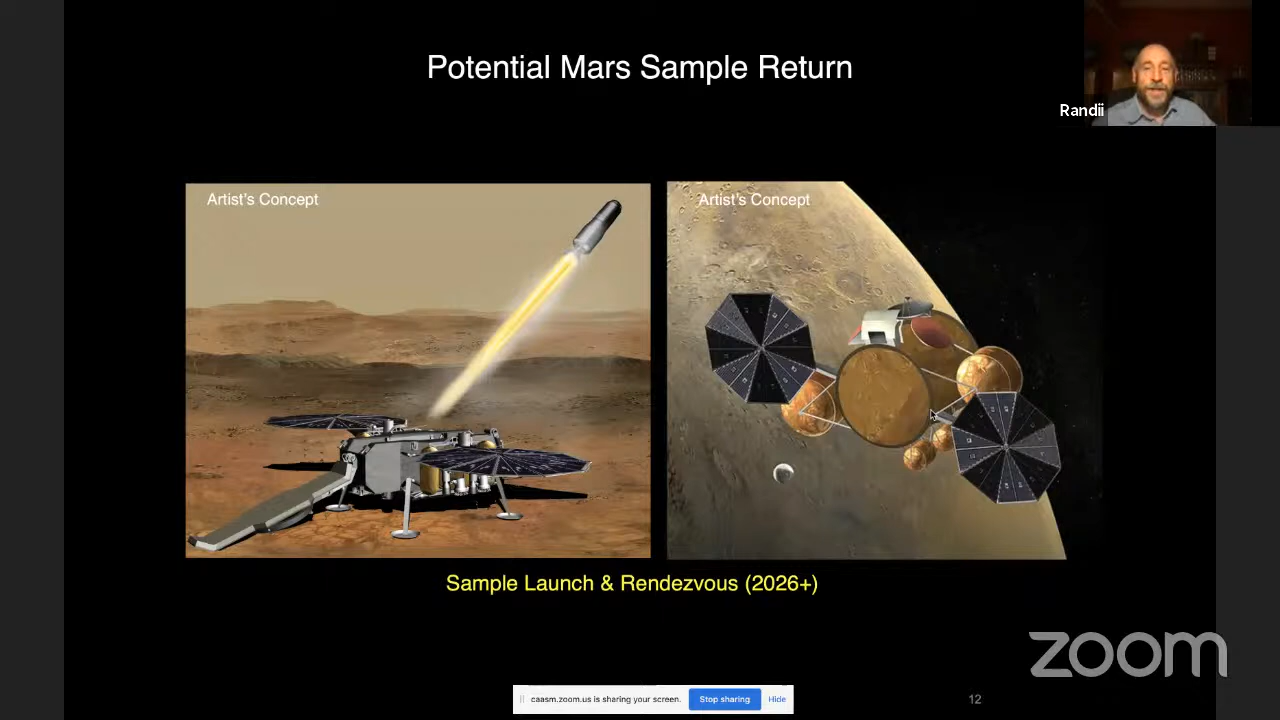 Potential Mars Sample Return
Randii
Artist's Concept
Artist's Concept
Sample Launch & Rendezvous (2026+)
zoom
caasm.zoom.us is sharing your screen.
Stop sharing
Hide
12